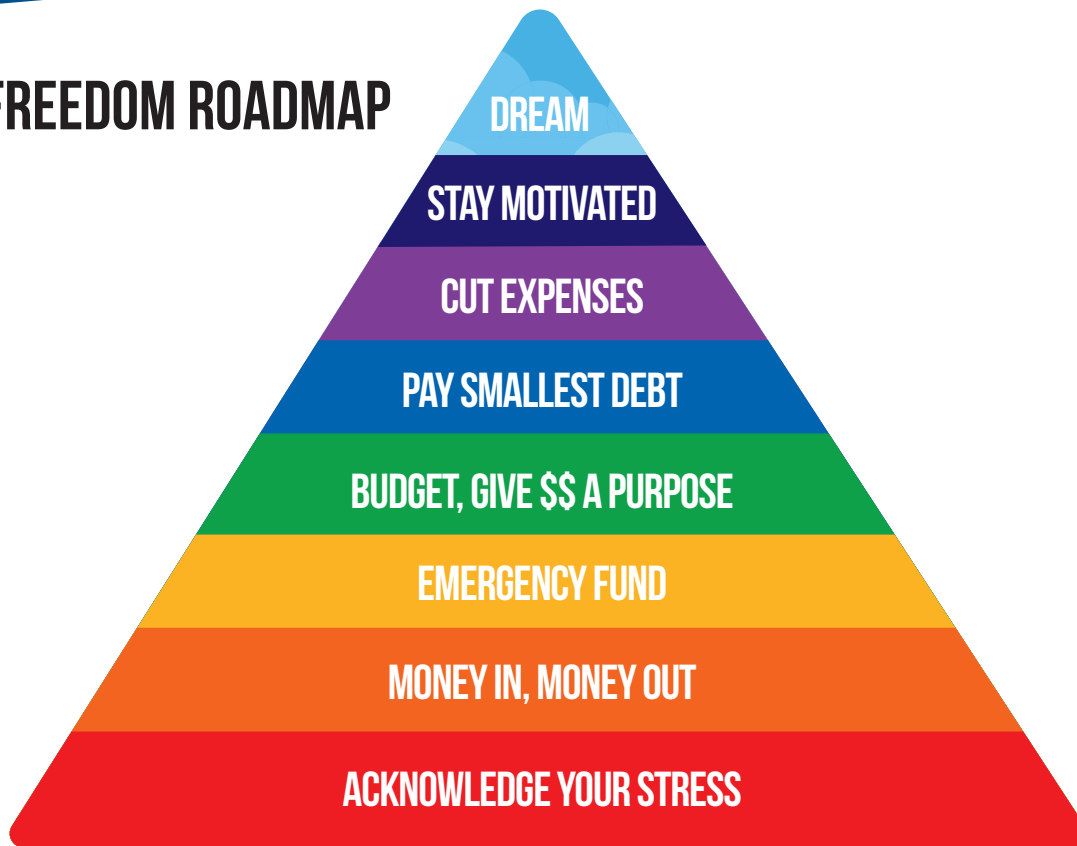 FREEDOM ROADMAP
DREAM
STAY MOTIVATED
CUT EXPENSES
PAY SMALLEST DEBT
BUDGET, GIVE $$ A PURPOSE
EMERGENCY FUND
MONEY IN, MONEY OUT
ACKNOWLEDGE YOUR STRESS